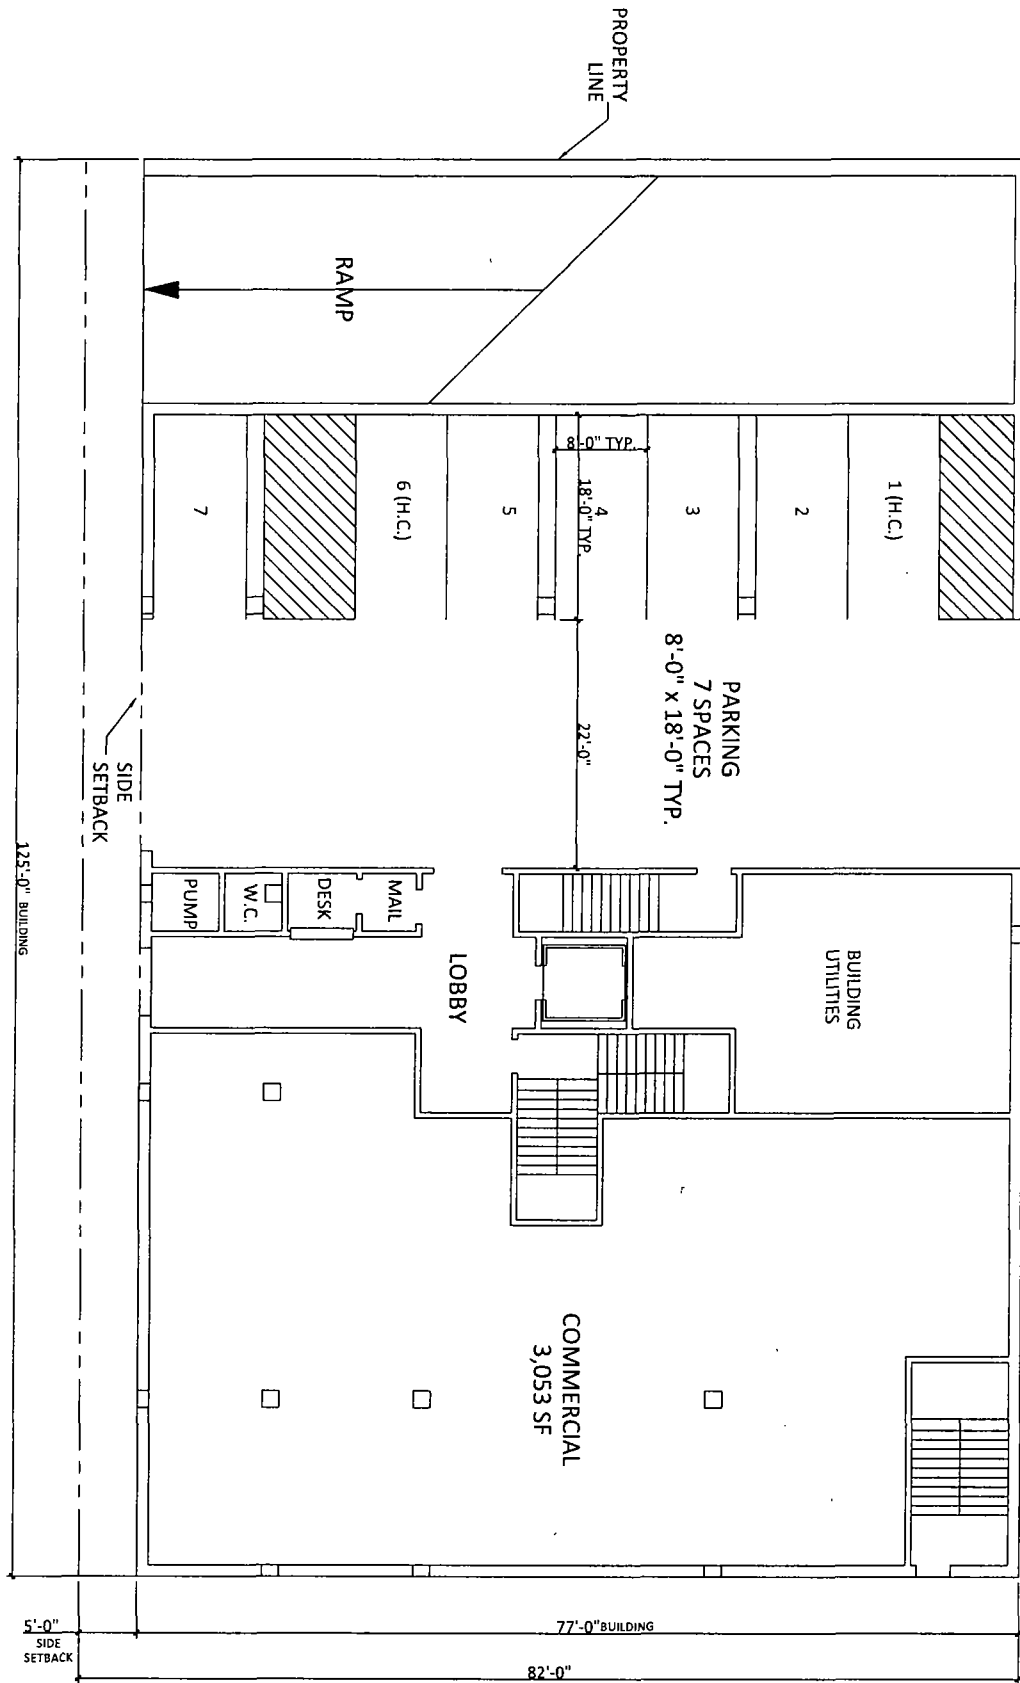 PROPERTY
LINE
RAMP
8'-0" TYP.
18'-0" TYP.
1 (H.C.)
2
3
4
5
6 (H.C.)
7
PARKING
7 SPACES
8'-0" x 18'-0" TYP.
22'-0"
SIDE
SETBACK
125'-0" BUILDING
PUMP
W.C.
DESK
MAIL
LOBBY
BUILDING
UTILITIES
COMMERCIAL
3,053 SF
5'-0"
SIDE
SETBACK
77'-0" BUILDING
82'-0"